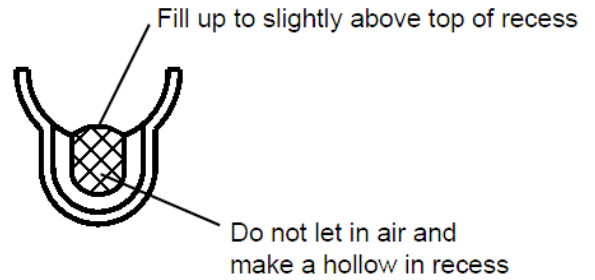 Fill up to slightly above top of recess
Do not let in air and
make a hollow in recess